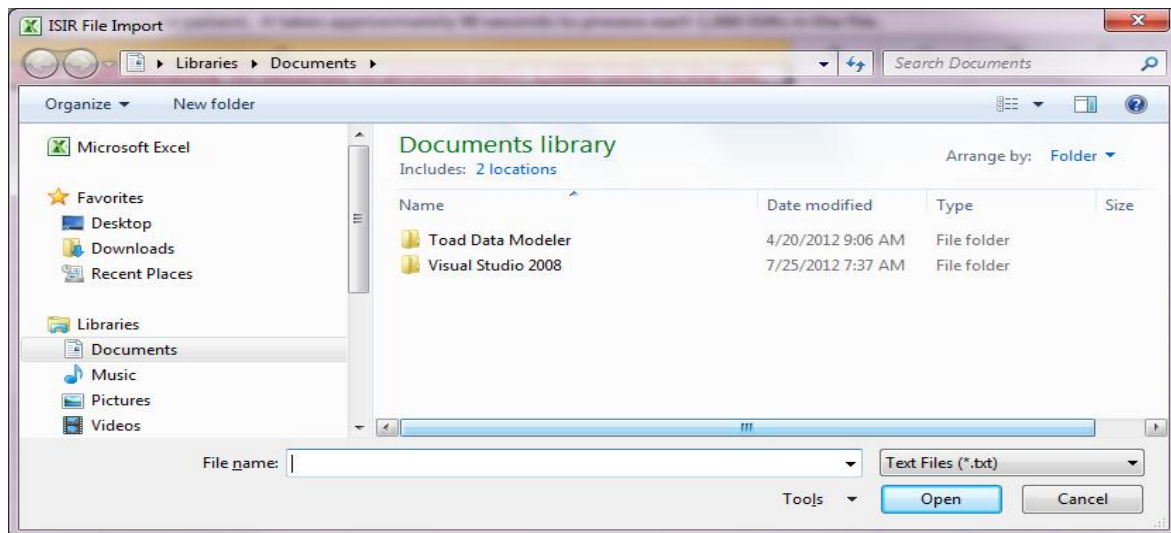 ISIR File Import
Libraries Documents
Search Documents
Organize New folder
Microsoft Excel
Favorites
Desktop
Downloads
Recent Places
Libraries
Documents
Music
Pictures
Videos
Documents library
Includes: 2 locations
Arrange by: Folder
Name Date modified Type Size
Toad Data Modeler 4/20/2012 9:06 AM File folder
Visual Studio 2008 7/25/2012 7:37 AM File folder
File name: Text Files (*.txt)
Tools Open Cancel